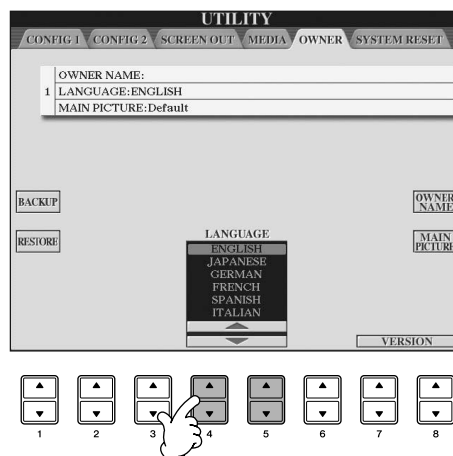 UTILITY
CONFIG 1 CONFIG 2 SCREEN OUT MEDIA OWNER SYSTEM RESET
OWNER NAME:
1 LANGUAGE:ENGLISH
MAIN PICTURE:Default
BACKUP
OWNER
NAME
RESTORE
MAIN
PICTURE
LANGUAGE
ENGLISH
JAPANESE
GERMAN
FRENCH
SPANISH
ITALIAN
VERSION
1 2 3 4 5 6 7 8